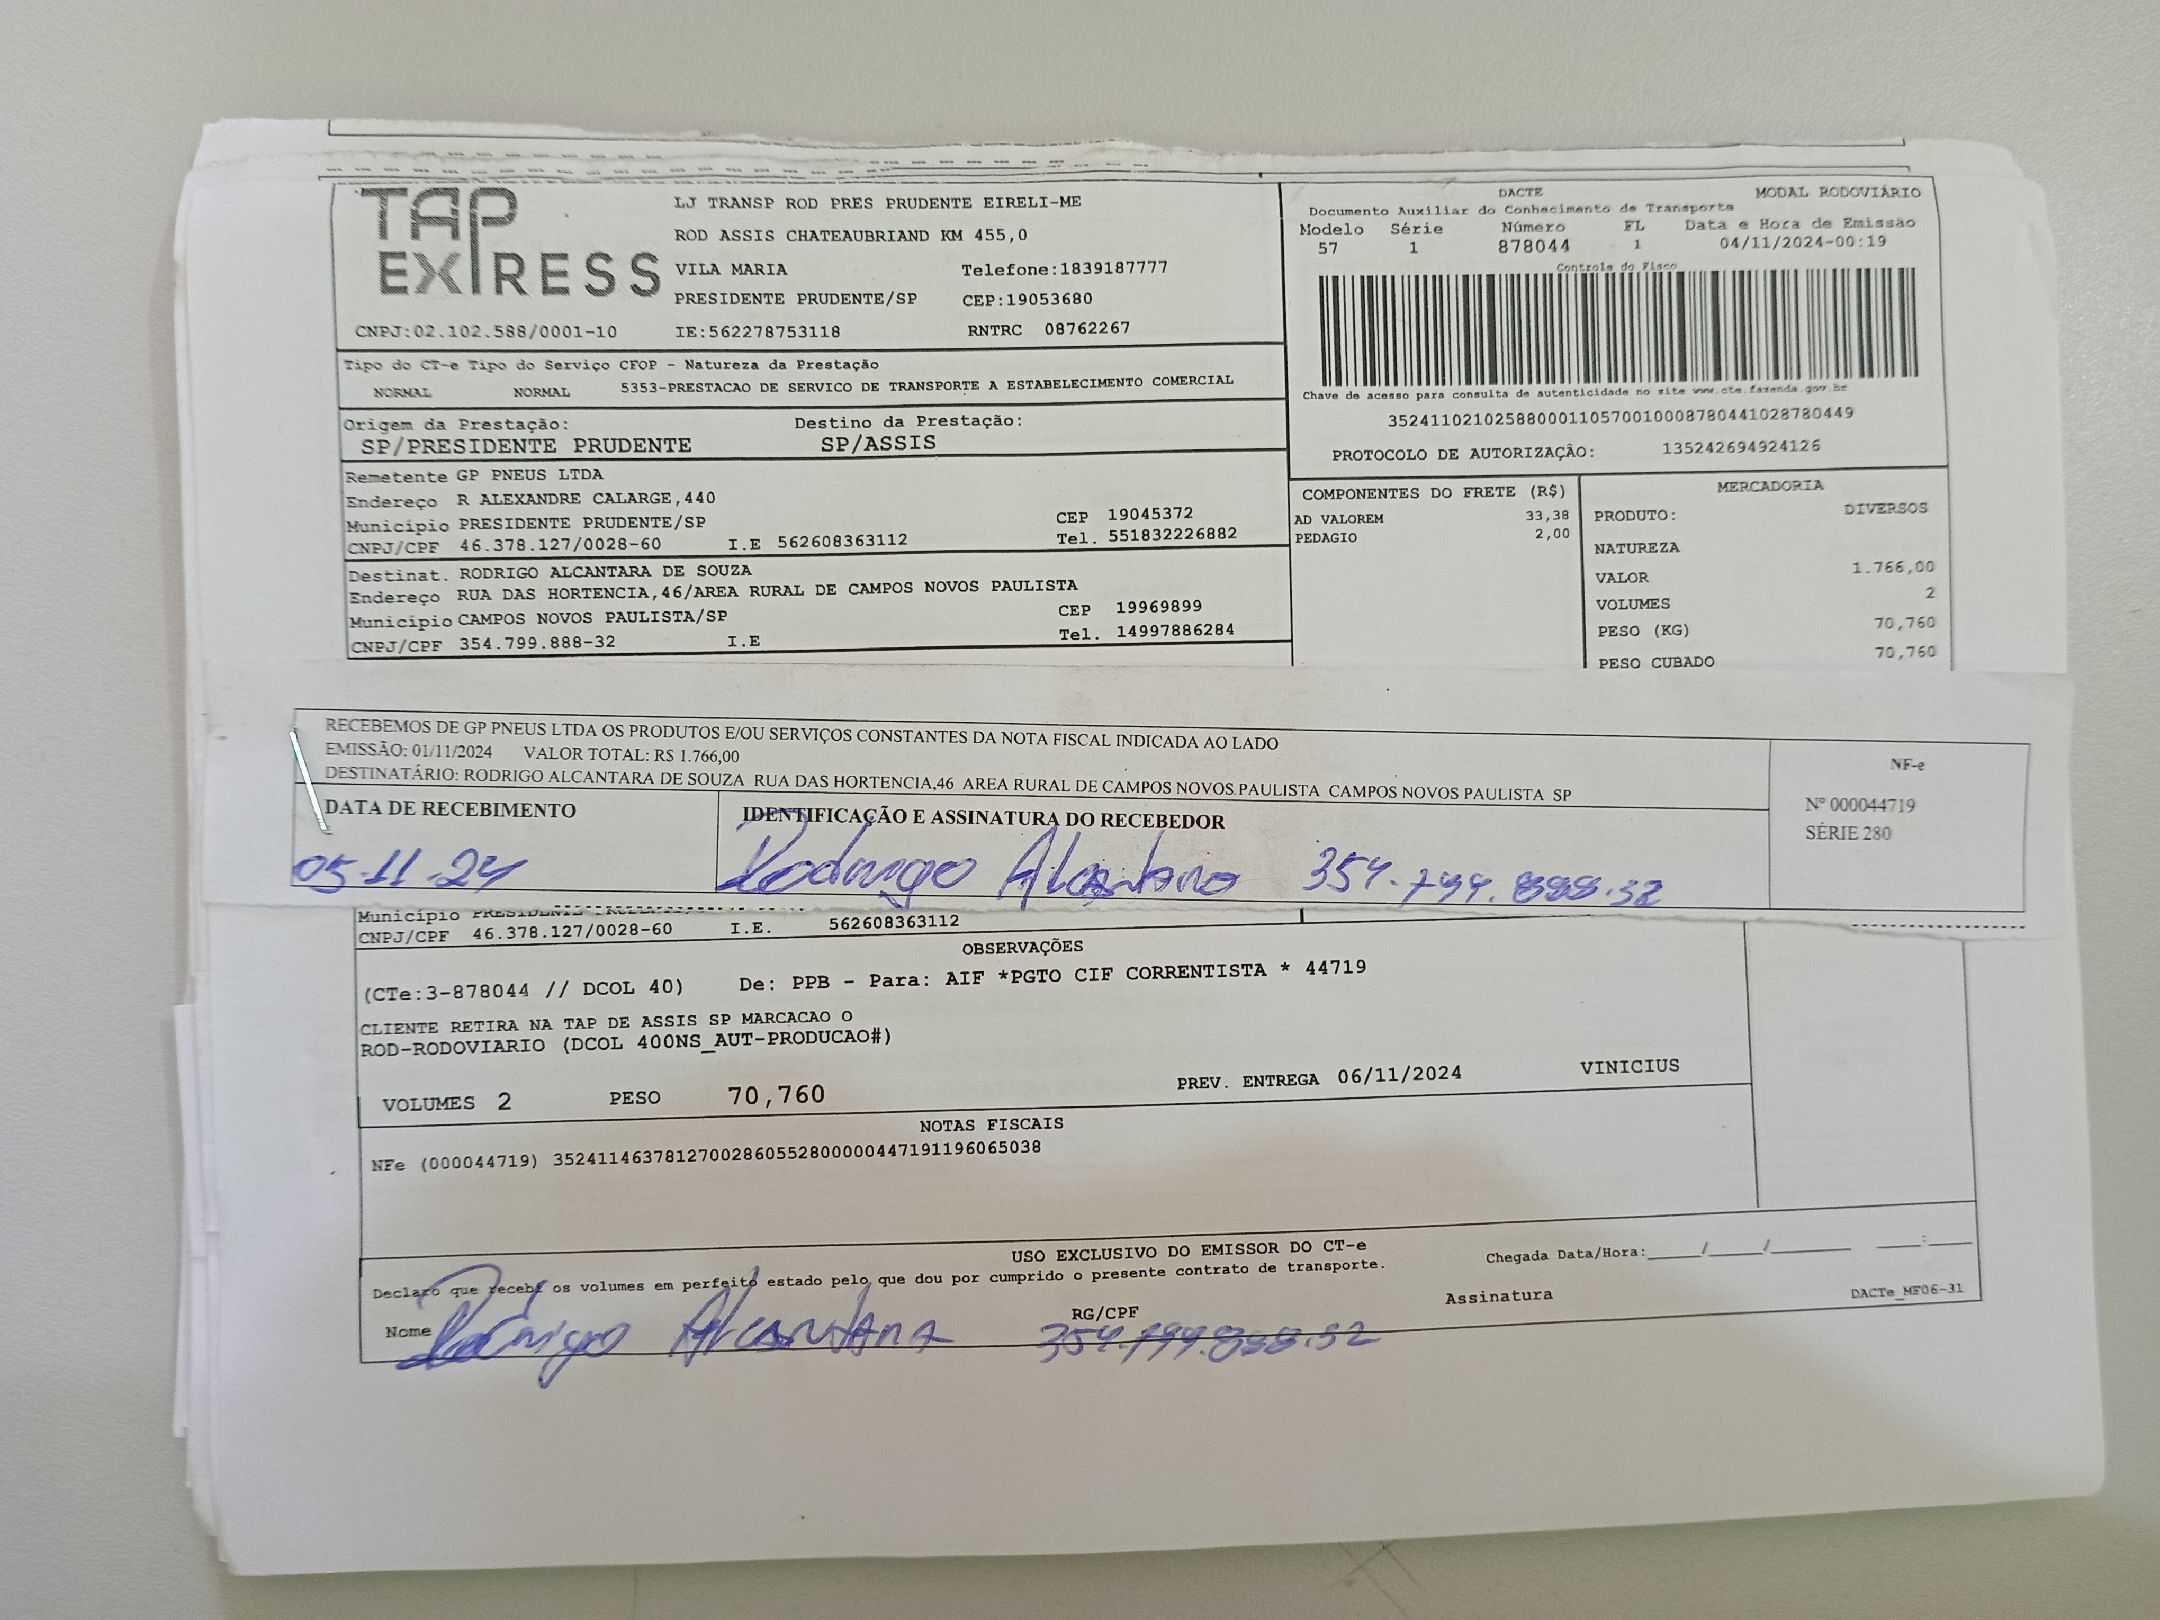 TAP EXPRESS
LJ TRANSP ROD PRES PRUDENTE EIRELI-ME
ROD ASSIS CHATEAUBRIAND KM 455,0
VILA MARIA Telefone:1839187777
PRESIDENTE PRUDENTE/SP CEP:19053680
CNPJ:02.102.588/0001-10 IE:562278753118 RNTRC 08762267
DACTE MODAL RODOVIÁRIO
Documento Auxiliar do Conhecimento de Transporte
Modelo Série Número FL Data e Hora de Emissão
57 1 878044 1 04/11/2024-00:19
Controle do Fisco
Chave de acesso para consulta de autenticidade no site www.cte.fazenda.gov.br
35241102102588000110570010008780441028780449
PROTOCOLO DE AUTORIZAÇÃO: 135242694924126
Tipo do CT-e Tipo do Serviço CFOP - Natureza da Prestação
NORMAL NORMAL 5353-PRESTACAO DE SERVICO DE TRANSPORTE A ESTABELECIMENTO COMERCIAL
Origem da Prestação: Destino da Prestação:
SP/PRESIDENTE PRUDENTE SP/ASSIS
Remetente GP PNEUS LTDA
Endereço R ALEXANDRE CALARGE,440
Município PRESIDENTE PRUDENTE/SP CEP 19045372
CNPJ/CPF 46.378.127/0028-60 I.E 562608363112 Tel. 551832226882
Destinat. RODRIGO ALCANTARA DE SOUZA
Endereço RUA DAS HORTENCIA,46/AREA RURAL DE CAMPOS NOVOS PAULISTA
Município CAMPOS NOVOS PAULISTA/SP CEP 19969899
CNPJ/CPF 354.799.888-32 I.E Tel. 14997886284
COMPONENTES DO FRETE (R$)
AD VALOREM 33,38
PEDAGIO 2,00
MERCADORIA
PRODUTO: DIVERSOS
NATUREZA
VALOR 1.766,00
VOLUMES 2
PESO (KG) 70,760
PESO CUBADO 70,760
RECEBEMOS DE GP PNEUS LTDA OS PRODUTOS E/OU SERVIÇOS CONSTANTES DA NOTA FISCAL INDICADA AO LADO
EMISSÃO: 01/11/2024 VALOR TOTAL: R$ 1.766,00
DESTINATÁRIO: RODRIGO ALCANTARA DE SOUZA RUA DAS HORTENCIA,46 AREA RURAL DE CAMPOS NOVOS PAULISTA CAMPOS NOVOS PAULISTA SP
DATA DE RECEBIMENTO IDENTIFICAÇÃO E ASSINATURA DO RECEBEDOR
05.11.24 Rodrigo Alcantara 354.799.888.32
NF-e
Nº 000044719
SÉRIE 280
Município PRESIDENTE PRUDENTE
CNPJ/CPF 46.378.127/0028-60 I.E. 562608363112
OBSERVAÇÕES
(CTe:3-878044 // DCOL 40) De: PPB - Para: AIF *PGTO CIF CORRENTISTA * 44719
CLIENTE RETIRA NA TAP DE ASSIS SP MARCACAO O
ROD-RODOVIARIO (DCOL 400NS_AUT-PRODUCAO#)
VOLUMES 2 PESO 70,760 PREV. ENTREGA 06/11/2024 VINICIUS
NOTAS FISCAIS
NFe (000044719) 35241146378127002860552800000447191196065038
USO EXCLUSIVO DO EMISSOR DO CT-e
Declaro que recebi os volumes em perfeito estado pelo que dou por cumprido o presente contrato de transporte.
Chegada Data/Hora:____/____/______ ___:___
Nome Rodrigo Alcantara RG/CPF 354.799.888.32 Assinatura
DACTe_MF06-31